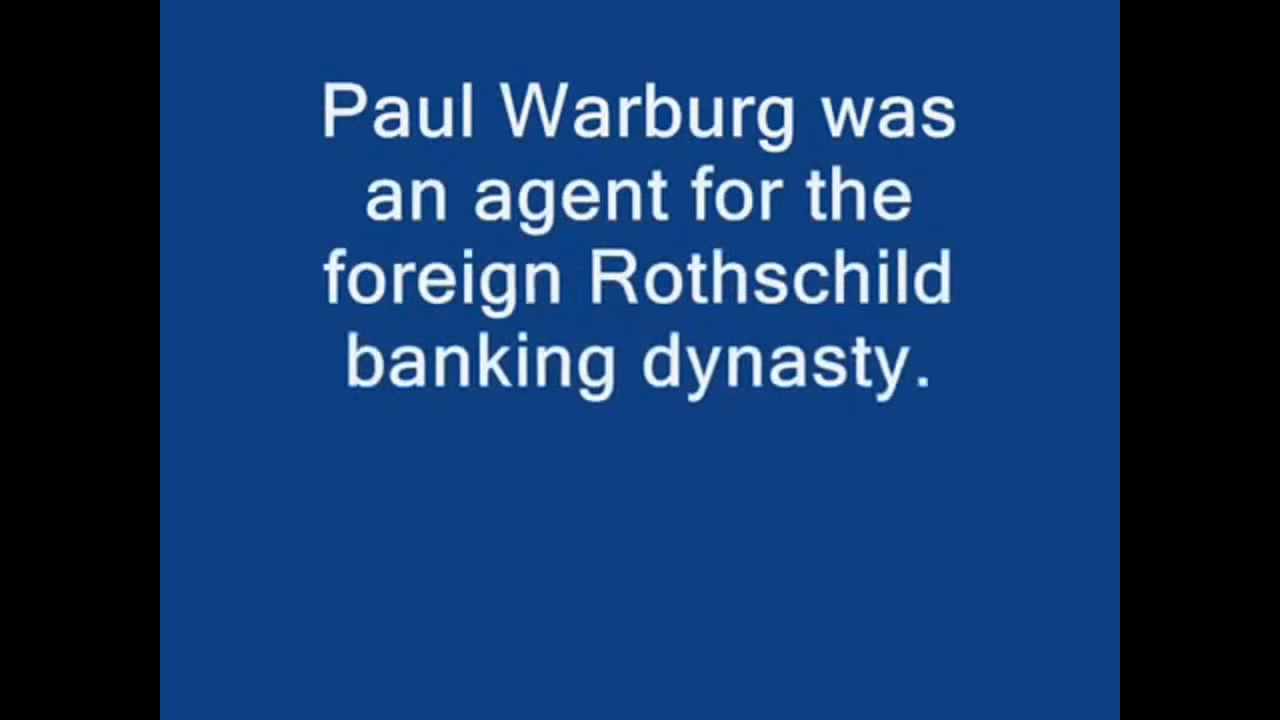 Paul Warburg was
an agent for the
foreign Rothschild
banking dynasty.